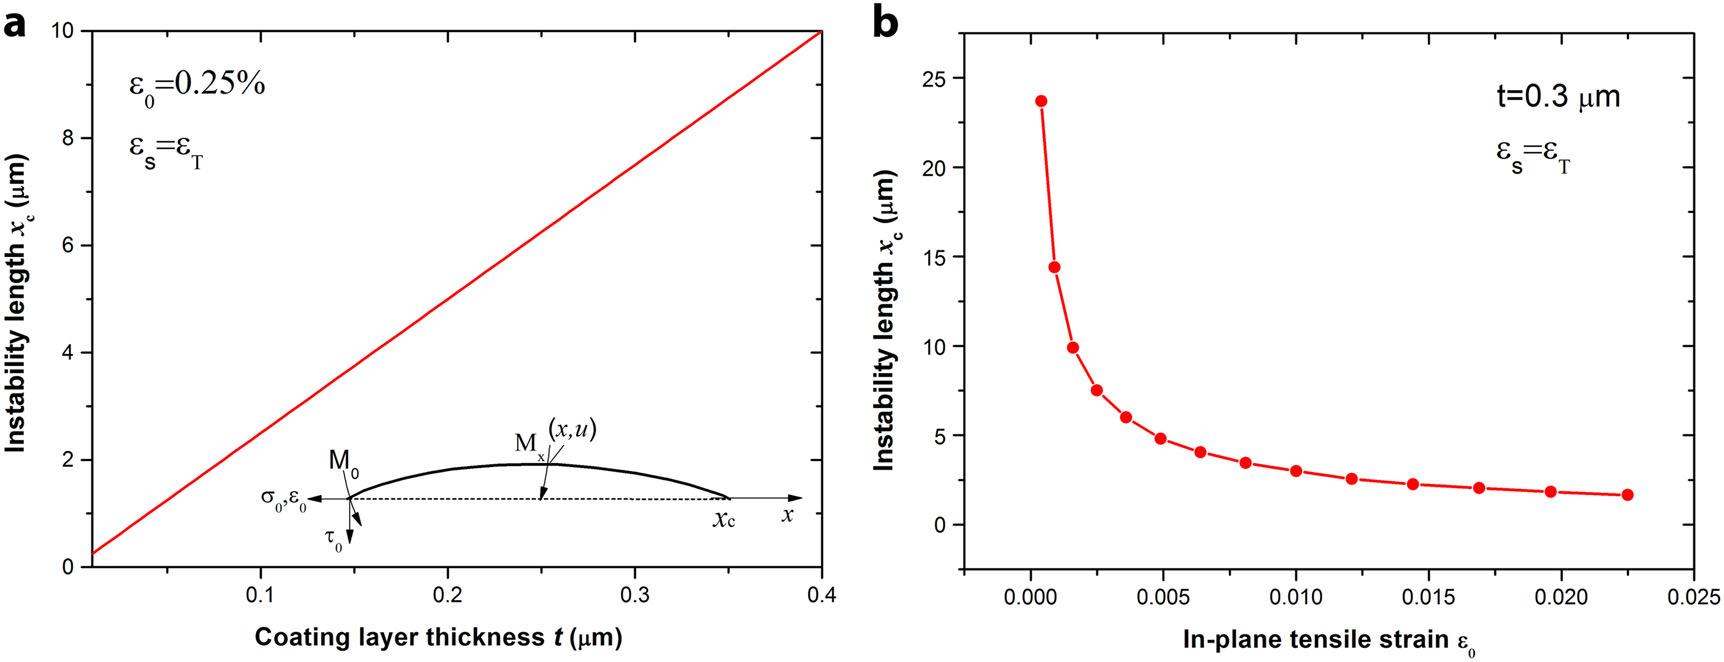 a
10
8
6
4
2
0
Instability length xc (μm)
ε0=0.25%
εs=εT
M0
Mx
(x,u)
σ0,ε0
τ0
xc
x
0.1
0.2
0.3
0.4
Coating layer thickness t (μm)
b
25
20
15
10
5
0
Instability length xc (μm)
t=0.3 μm
εs=εT
0.000
0.005
0.010
0.015
0.020
0.025
In-plane tensile strain ε0